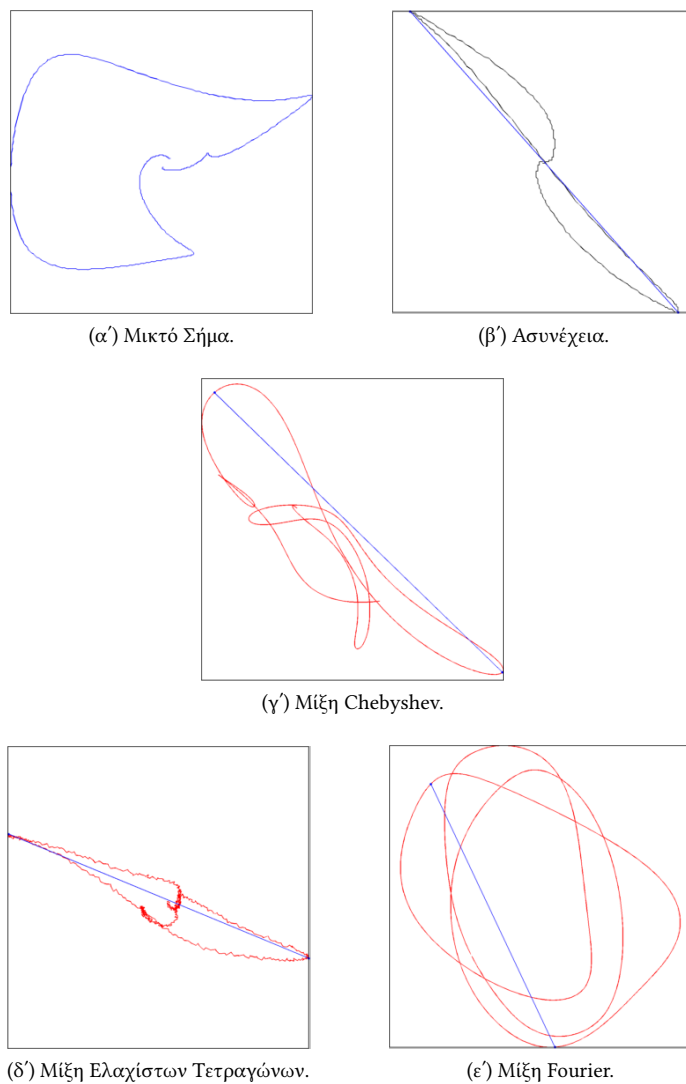 (α′) Μικτό Σήμα.
(β′) Ασυνέχεια.
(γ′) Μίξη Chebyshev.
(δ′) Μίξη Ελαχίστων Τετραγώνων.
(ε′) Μίξη Fourier.